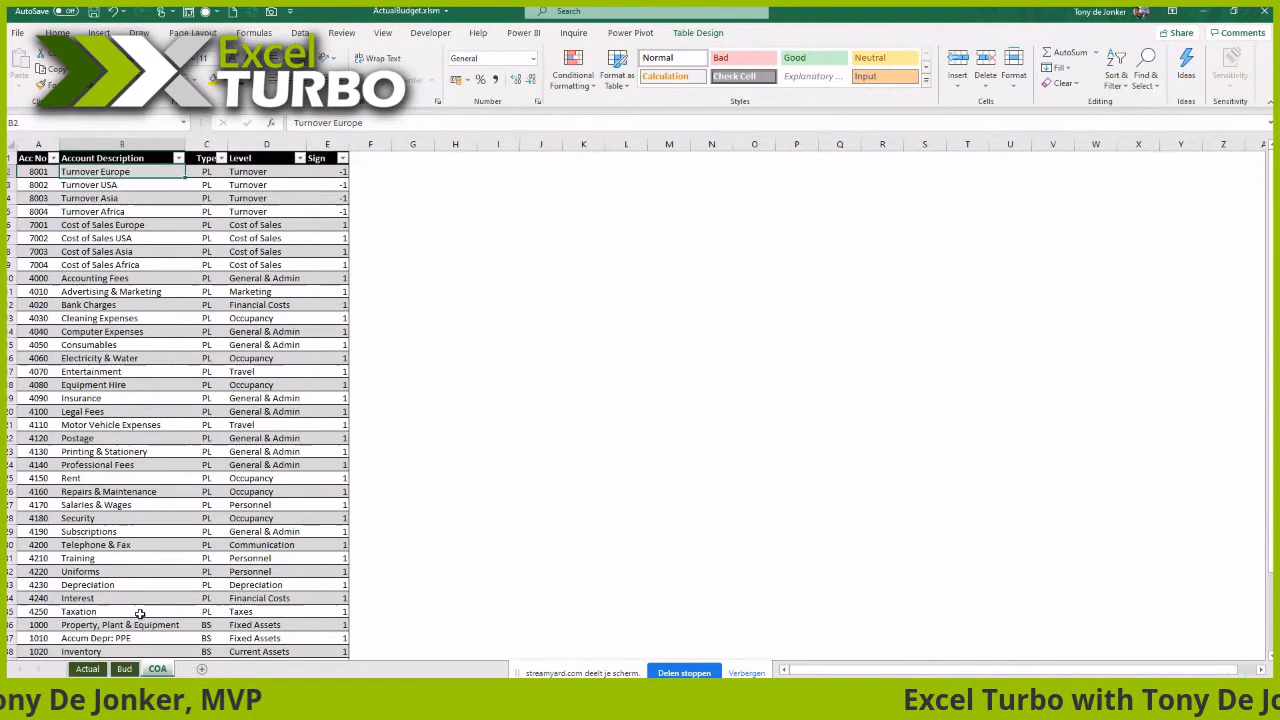 AutoSave Off
ActualBudget.xlsm
Search
Tony de Jonker
File Home Insert Draw Page Layout Formulas Data Review View Developer Help Power BI Inquire Power Pivot Table Design
Share Comments
Excel
TURBO
Cut
Copy
11
Wrap Text
General
Number
Conditional Formatting
Format as Table
Normal Bad Good Neutral
Calculation Check Cell Explanatory ... Input
Styles
Insert Delete Format
Cells
AutoSum
Fill
Clear
Sort & Filter
Find & Select
Editing
Ideas
Ideas
Sensitivity
Sensitivity
B2
Turnover Europe
A B C D E F G H I J K L M N O P Q R S T U V W X Y Z
Acc No Account Description Type Level Sign
8001 Turnover Europe PL Turnover -1
8002 Turnover USA PL Turnover -1
8003 Turnover Asia PL Turnover -1
8004 Turnover Africa PL Turnover -1
7001 Cost of Sales Europe PL Cost of Sales 1
7002 Cost of Sales USA PL Cost of Sales 1
7003 Cost of Sales Asia PL Cost of Sales 1
7004 Cost of Sales Africa PL Cost of Sales 1
4000 Accounting Fees PL General & Admin 1
4010 Advertising & Marketing PL Marketing 1
4020 Bank Charges PL Financial Costs 1
4030 Cleaning Expenses PL Occupancy 1
4040 Computer Expenses PL General & Admin 1
4050 Consumables PL General & Admin 1
4060 Electricity & Water PL Occupancy 1
4070 Entertainment PL Travel 1
4080 Equipment Hire PL Occupancy 1
4090 Insurance PL General & Admin 1
4100 Legal Fees PL General & Admin 1
4110 Motor Vehicle Expenses PL Travel 1
4120 Postage PL General & Admin 1
4130 Printing & Stationery PL General & Admin 1
4140 Professional Fees PL General & Admin 1
4150 Rent PL Occupancy 1
4160 Repairs & Maintenance PL Occupancy 1
4170 Salaries & Wages PL Personnel 1
4180 Security PL Occupancy 1
4190 Subscriptions PL General & Admin 1
4200 Telephone & Fax PL Communication 1
4210 Training PL Personnel 1
4220 Uniforms PL Personnel 1
4230 Depreciation PL Depreciation 1
4240 Interest PL Financial Costs 1
4250 Taxation PL Taxes 1
1000 Property, Plant & Equipment BS Fixed Assets 1
1010 Accum Depr: PPE BS Fixed Assets 1
1020 Inventory BS Current Assets 1
Actual Bud COA
streamyard.com deelt je scherm. Delen stoppen Verbergen
ony De Jonker, MVP
Excel Turbo with Tony De Jo